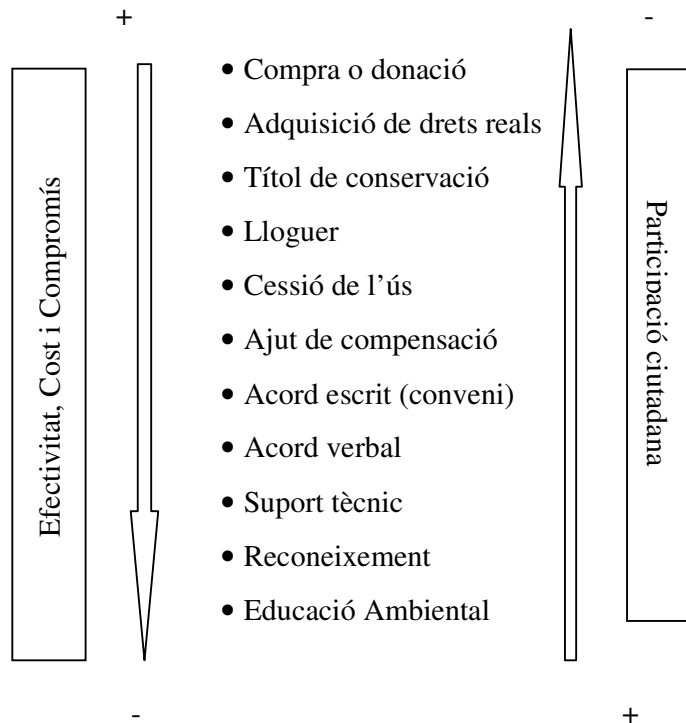 +
-
Efectivitat, Cost i Compromís
• Compra o donació
• Adquisició de drets reals
• Títol de conservació
• Lloguer
• Cessió de l’ús
• Ajut de compensació
• Acord escrit (conveni)
• Acord verbal
• Suport tècnic
• Reconeixement
• Educació Ambiental
Participació ciutadana
-
+